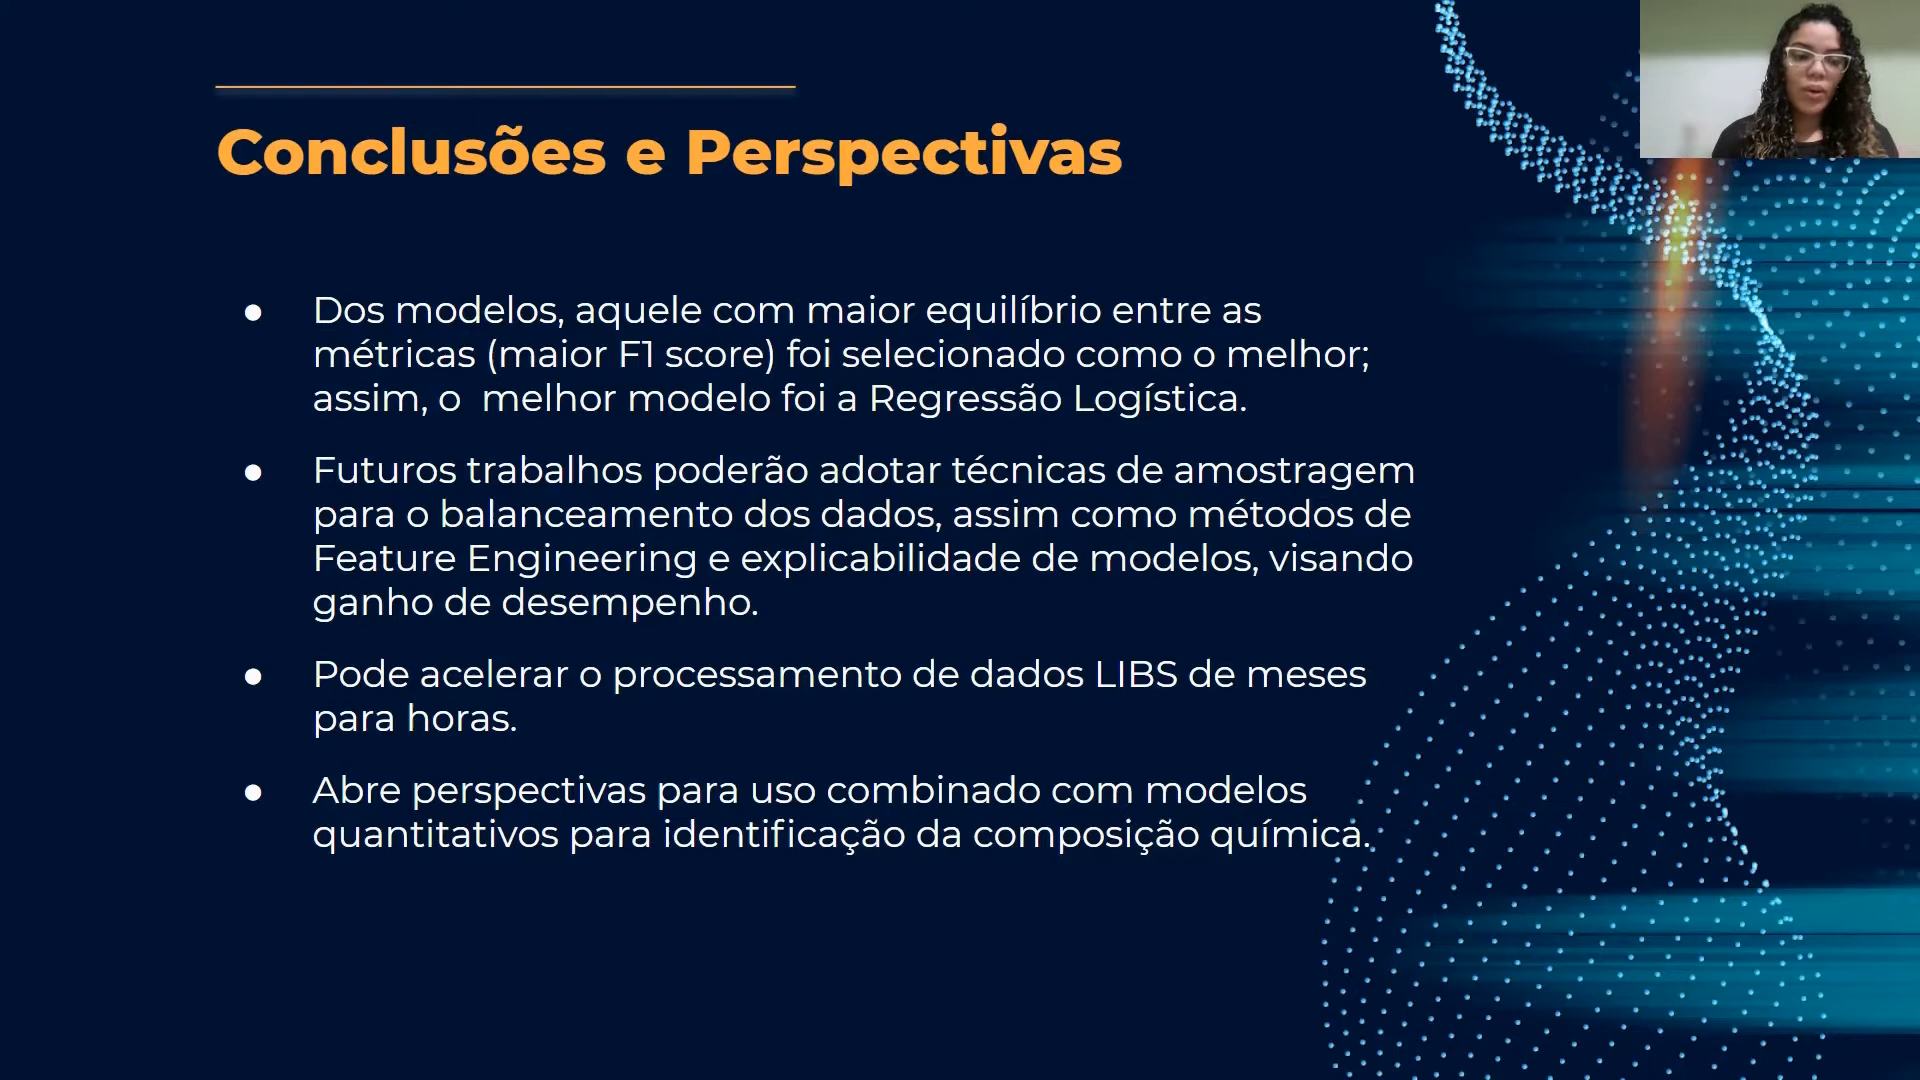 Conclusões e Perspectivas
● Dos modelos, aquele com maior equilíbrio entre as
métricas (maior F1 score) foi selecionado como o melhor;
assim, o  melhor modelo foi a Regressão Logística.
● Futuros trabalhos poderão adotar técnicas de amostragem
para o balanceamento dos dados, assim como métodos de
Feature Engineering e explicabilidade de modelos, visando
ganho de desempenho.
● Pode acelerar o processamento de dados LIBS de meses
para horas.
● Abre perspectivas para uso combinado com modelos
quantitativos para identificação da composição química.